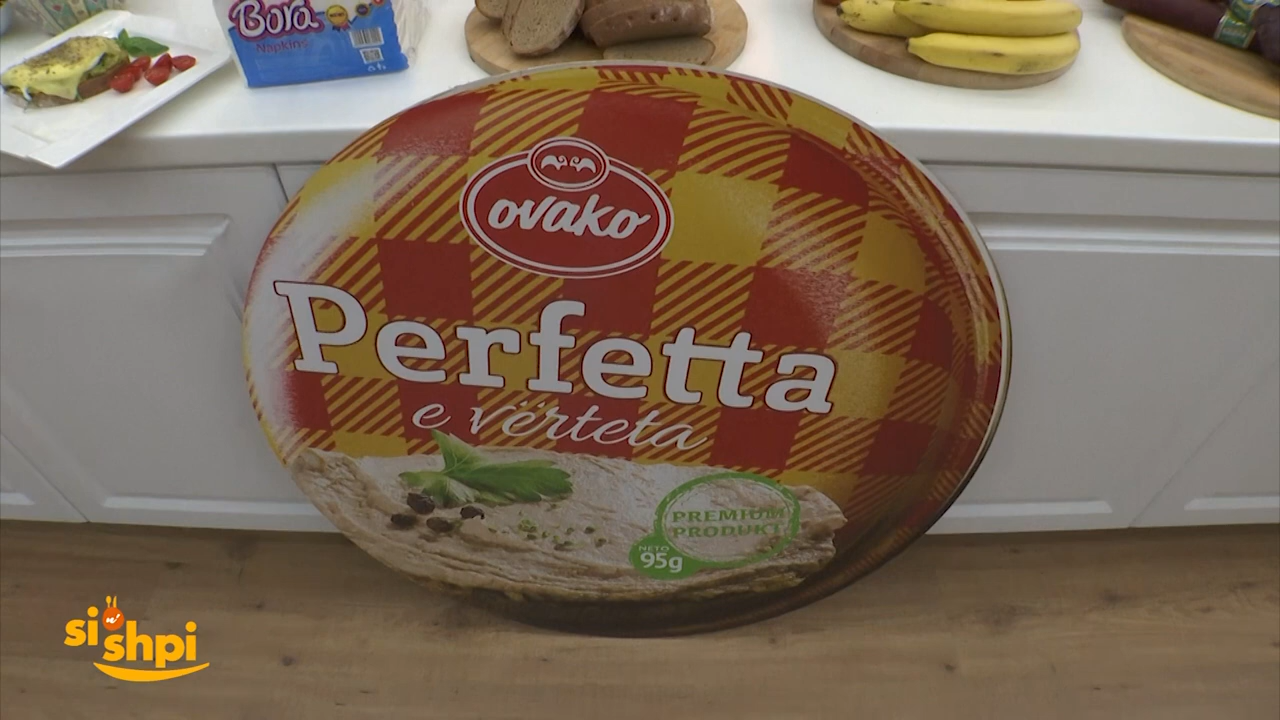 Bora
Napkins
ovako
Perfetta
e vërteta
PREMIUM
PRODUKT
NETO
95g
si n' shpi